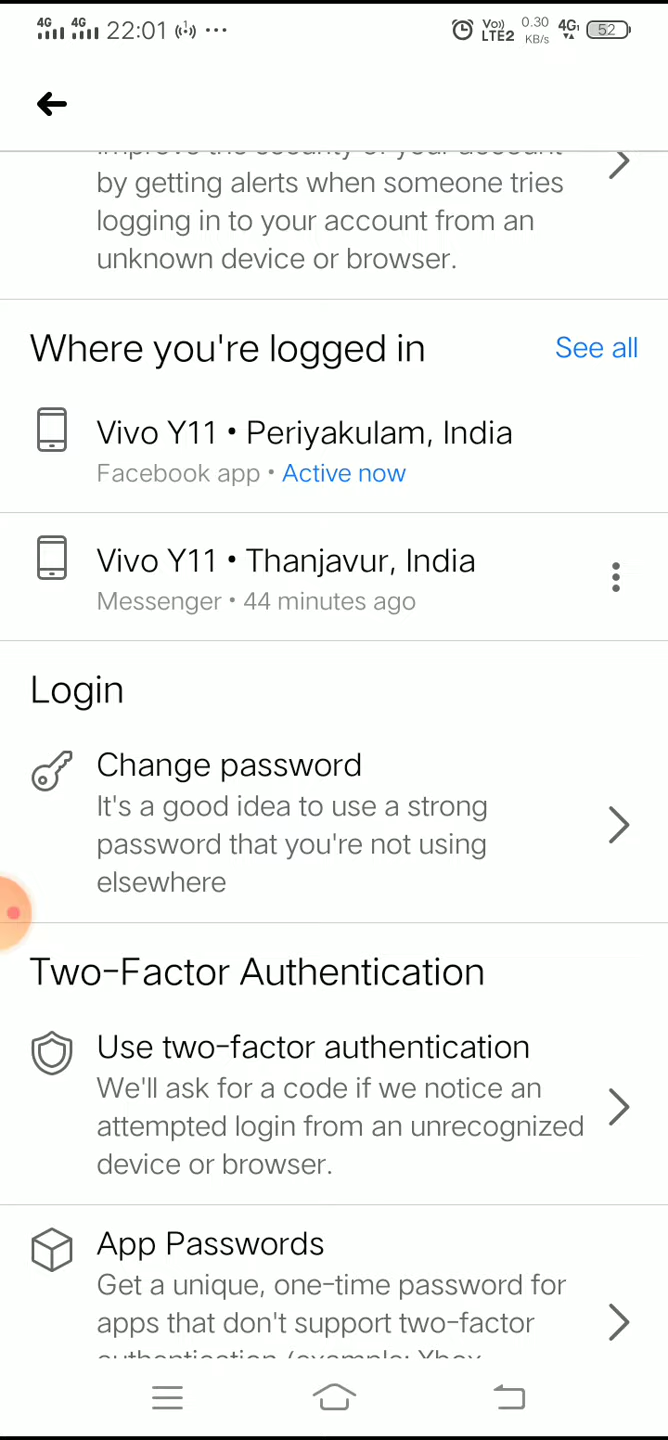 4G 4G 22:01 Vo)) LTE2 0.30 KB/s 4G 52
by getting alerts when someone tries
logging in to your account from an
unknown device or browser.
Where you're logged in See all
Vivo Y11 • Periyakulam, India
Facebook app • Active now
Vivo Y11 • Thanjavur, India
Messenger • 44 minutes ago
Login
Change password
It's a good idea to use a strong
password that you're not using
elsewhere
Two-Factor Authentication
Use two-factor authentication
We'll ask for a code if we notice an
attempted login from an unrecognized
device or browser.
App Passwords
Get a unique, one-time password for
apps that don't support two-factor